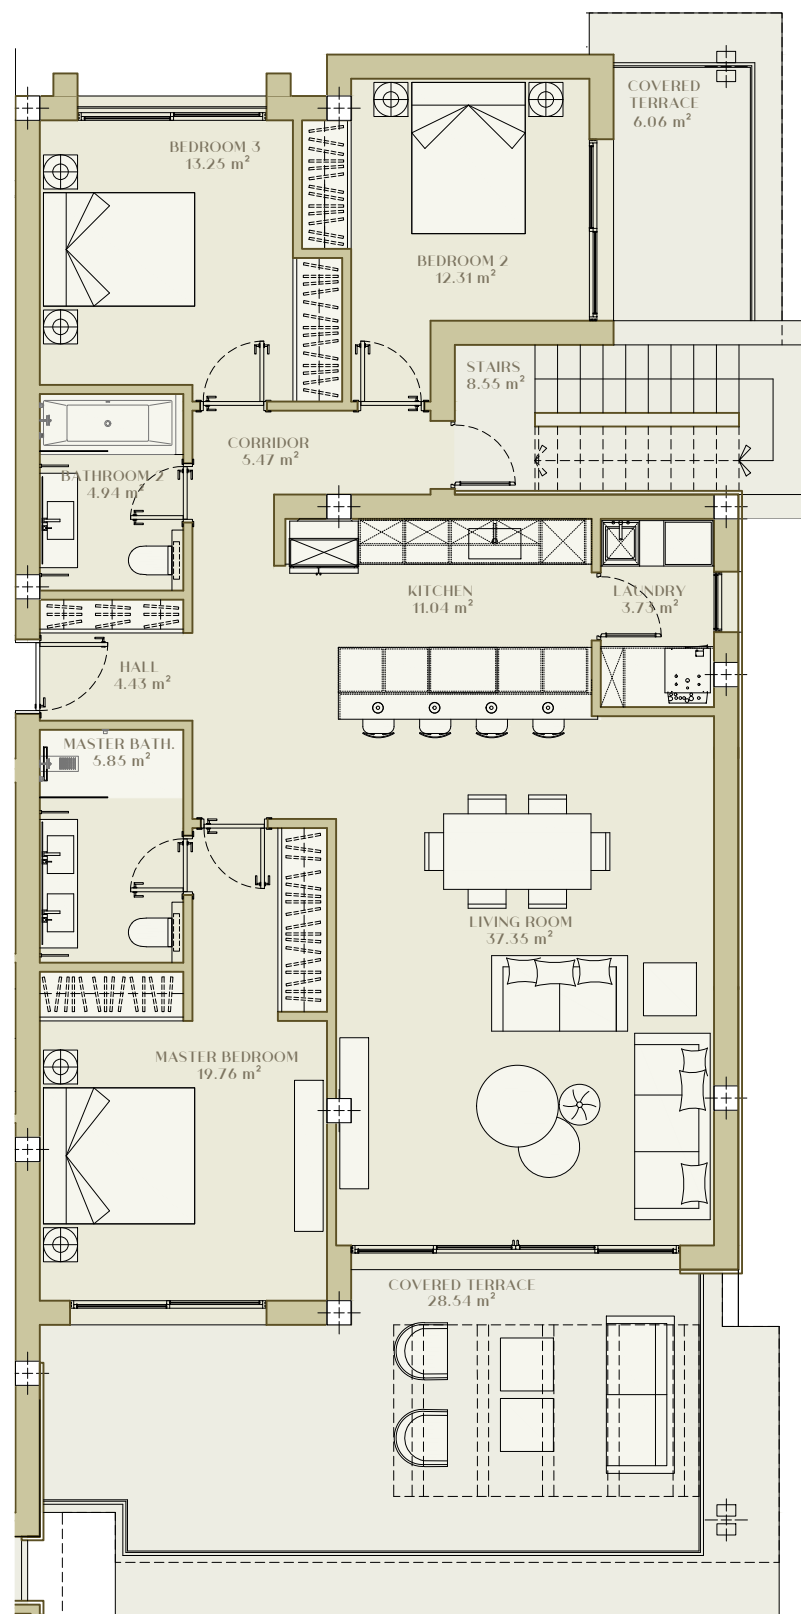 COVERED
TERRACE
6.06 m²
BEDROOM 3
13.25 m²
BEDROOM 2
12.31 m²
STAIRS
8.55 m²
CORRIDOR
5.47 m²
BATHROOM 2
4.94 m²
KITCHEN
11.04 m²
LAUNDRY
3.73 m²
HALL
4.43 m²
MASTER BATH.
5.85 m²
LIVING ROOM
37.35 m²
MASTER BEDROOM
19.76 m²
COVERED TERRACE
28.54 m²